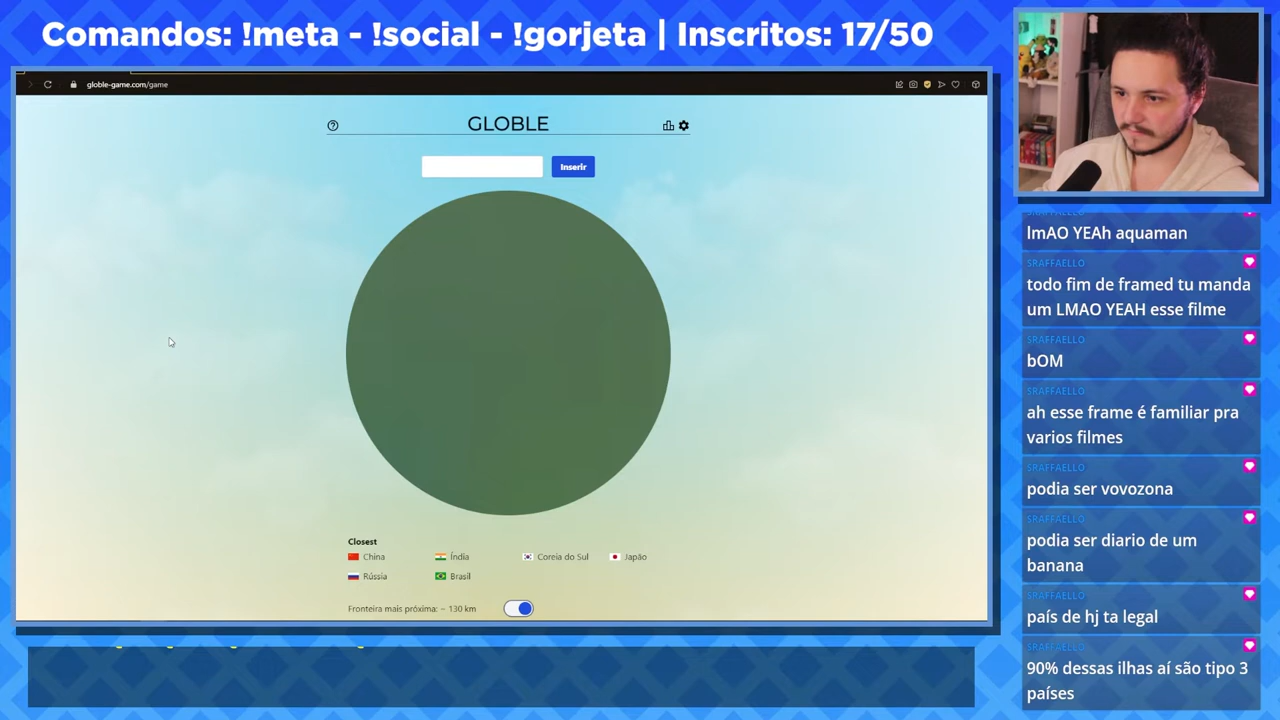 Comandos: !meta - !social - !gorjeta | Inscritos: 17/50
globle-game.com/game
GLOBLE
Inserir
Closest
China
Índia
Coreia do Sul
Japão
Rússia
Brasil
Fronteira mais próxima: ~ 130 km
SRAFFAELLO
lmAO YEAh aquaman
SRAFFAELLO
todo fim de framed tu manda
um LMAO YEAH esse filme
SRAFFAELLO
bOM
SRAFFAELLO
ah esse frame é familiar pra
varios filmes
SRAFFAELLO
podia ser vovozona
SRAFFAELLO
podia ser diario de um
banana
SRAFFAELLO
país de hj ta legal
SRAFFAELLO
90% dessas ilhas aí são tipo 3
países